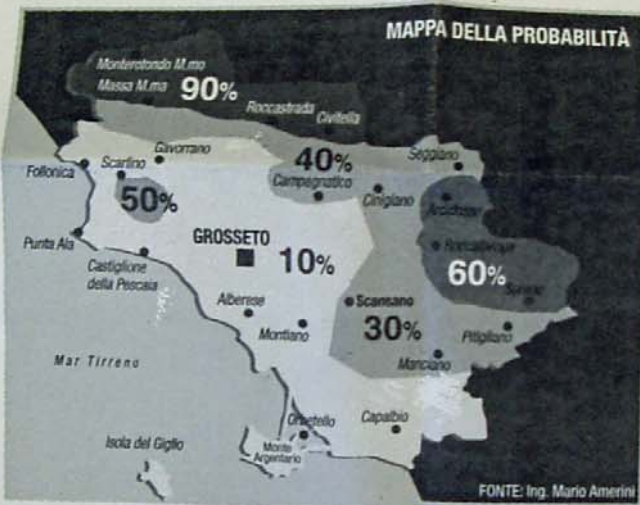 MAPPA DELLA PROBABILITÀ
Monterotondo M.mo
Massa M.ma
90%
Roccastrada
Civitella
Gavorrano
Follonica
Scarlino
50%
40%
Campagnatico
Cinigiano
Seggiano
Arcidosso
Punta Ala
Castiglione
della Pescaia
GROSSETO
10%
Roccalbegna
60%
Sorano
Alberese
Montiano
Scansano
30%
Pitigliano
Manciano
Mar Tirreno
Isola del Giglio
Orbetello
Monte
Argentario
Capalbio
FONTE: Ing. Mario Amerini